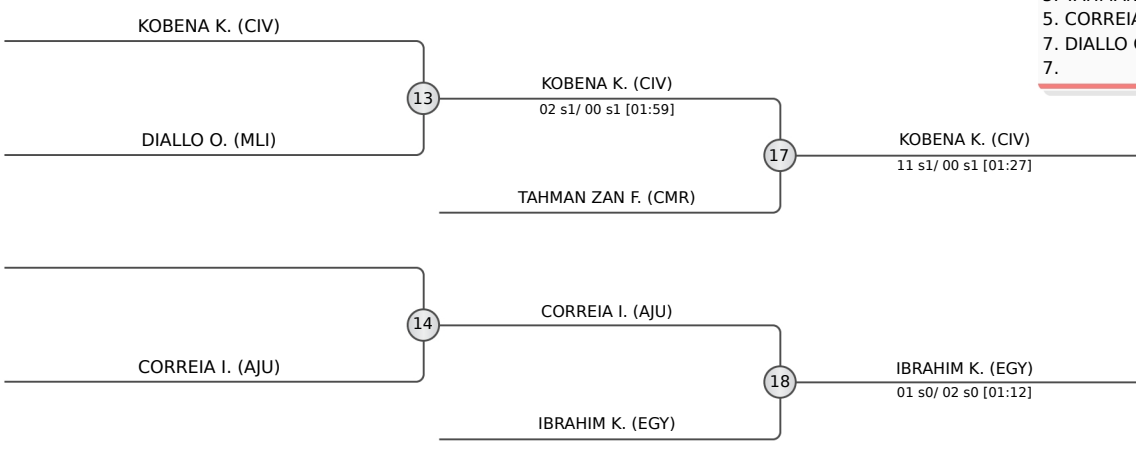 KOBENA K. (CIV)
13
DIALLO O. (MLI)
KOBENA K. (CIV)
02 s1/ 00 s1 [01:59]
17
TAHMAN ZAN F. (CMR)
KOBENA K. (CIV)
11 s1/ 00 s1 [01:27]
5. CORREIA
7. DIALLO
7.
14
CORREIA I. (AJU)
CORREIA I. (AJU)
18
IBRAHIM K. (EGY)
IBRAHIM K. (EGY)
01 s0/ 02 s0 [01:12]